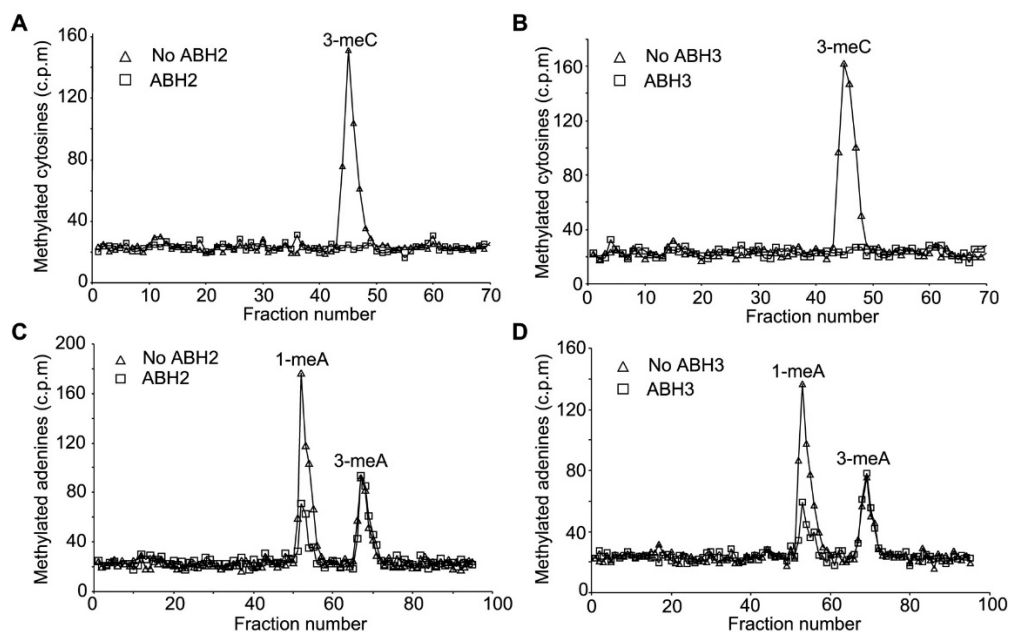 A
Methylated cytosines (c.p.m)
160
120
80
40
0
3-meC
No ABH2
ABH2
0 10 20 30 40 50 60 70
Fraction number
B
Methylated cytosines (c.p.m)
160
120
80
40
0
3-meC
No ABH3
ABH3
0 10 20 30 40 50 60 70
Fraction number
C
Methylated adenines (c.p.m)
200
160
120
80
40
0
No ABH2
ABH2
1-meA
3-meA
0 20 40 60 80 100
Fraction number
D
Methylated adenines (c.p.m)
160
120
80
40
0
No ABH3
ABH3
1-meA
3-meA
0 20 40 60 80 100
Fraction number